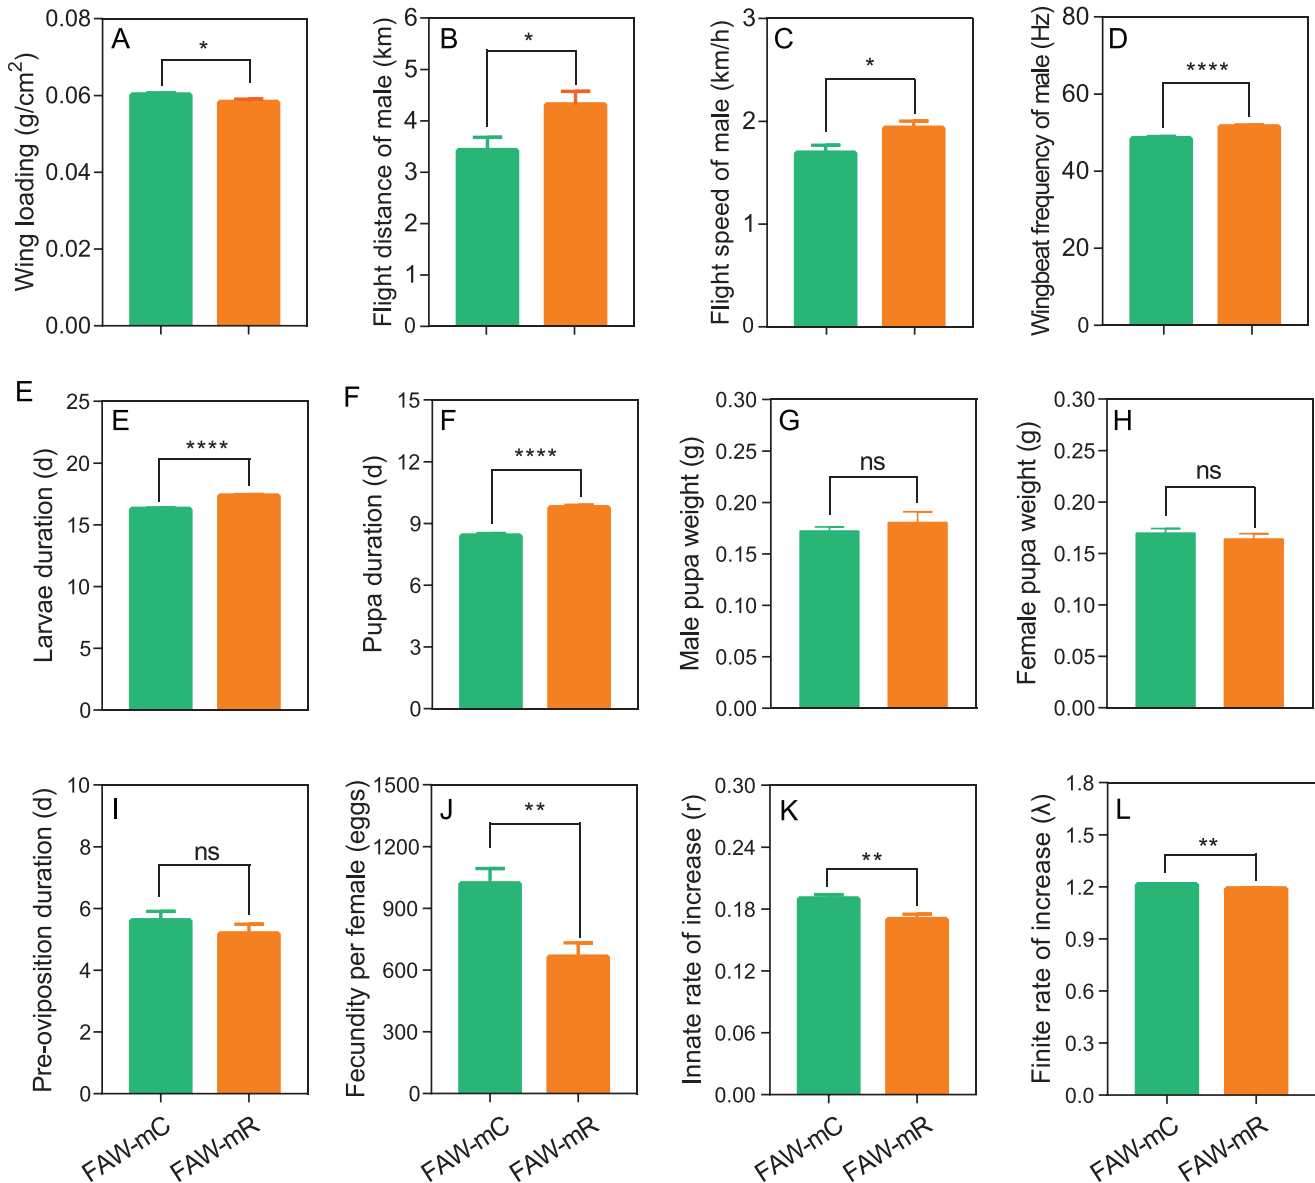 A
Wing loading (g/cm2)
0.08
0.06
0.04
0.02
0.00
*
B
Flight distance of male (km)
6
5
4
3
2
1
0
*
C
Flight speed of male (km/h)
3
2
1
0
*
D
Wingbeat frequency of male (Hz)
80
60
40
20
0
****
E
E
Larvae duration (d)
25
20
15
10
5
0
****
F
F
Pupa duration (d)
15
12
9
6
3
0
****
G
Male pupa weight (g)
0.30
0.25
0.20
0.15
0.10
0.05
0.00
ns
H
Female pupa weight (g)
0.30
0.25
0.20
0.15
0.10
0.05
0.00
ns
I
Pre-oviposition duration (d)
10
8
6
4
2
0
ns
FAW-mC
FAW-mR
J
Fecundity per female (eggs)
1500
1200
900
600
300
0
**
FAW-mC
FAW-mR
K
Innate rate of increase (r)
0.30
0.24
0.18
0.12
0.06
0.00
**
FAW-mC
FAW-mR
L
Finite rate of increase (λ)
1.8
1.5
1.2
0.9
0.6
1.3
0.0
**
FAW-mC
FAW-mR